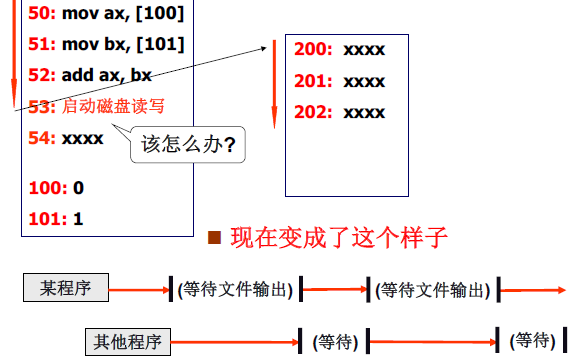 50: mov ax, [100]
51: mov bx, [101]
52: add ax, bx
53: 启动磁盘读写
54: xxxx
该怎么办?
100: 0
101: 1
200: xxxx
201: xxxx
202: xxxx
■ 现在变成了这个样子
某程序
(等待文件输出)
(等待文件输出)
其他程序
(等待)
(等待)